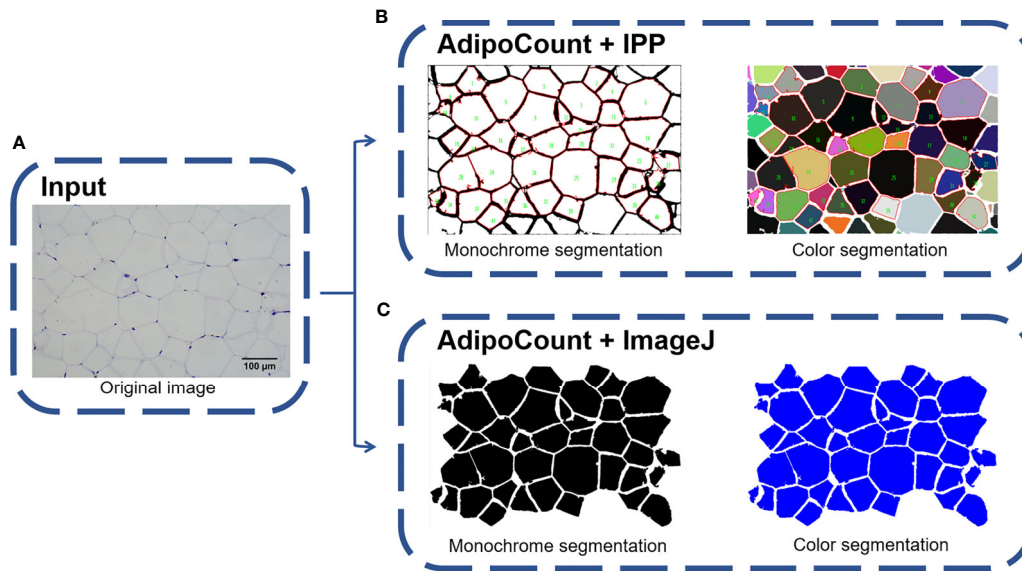 A
Input
100 μm
Original image
B
AdipoCount + IPP
Monochrome segmentation
Color segmentation
C
AdipoCount + ImageJ
Monochrome segmentation
Color segmentation